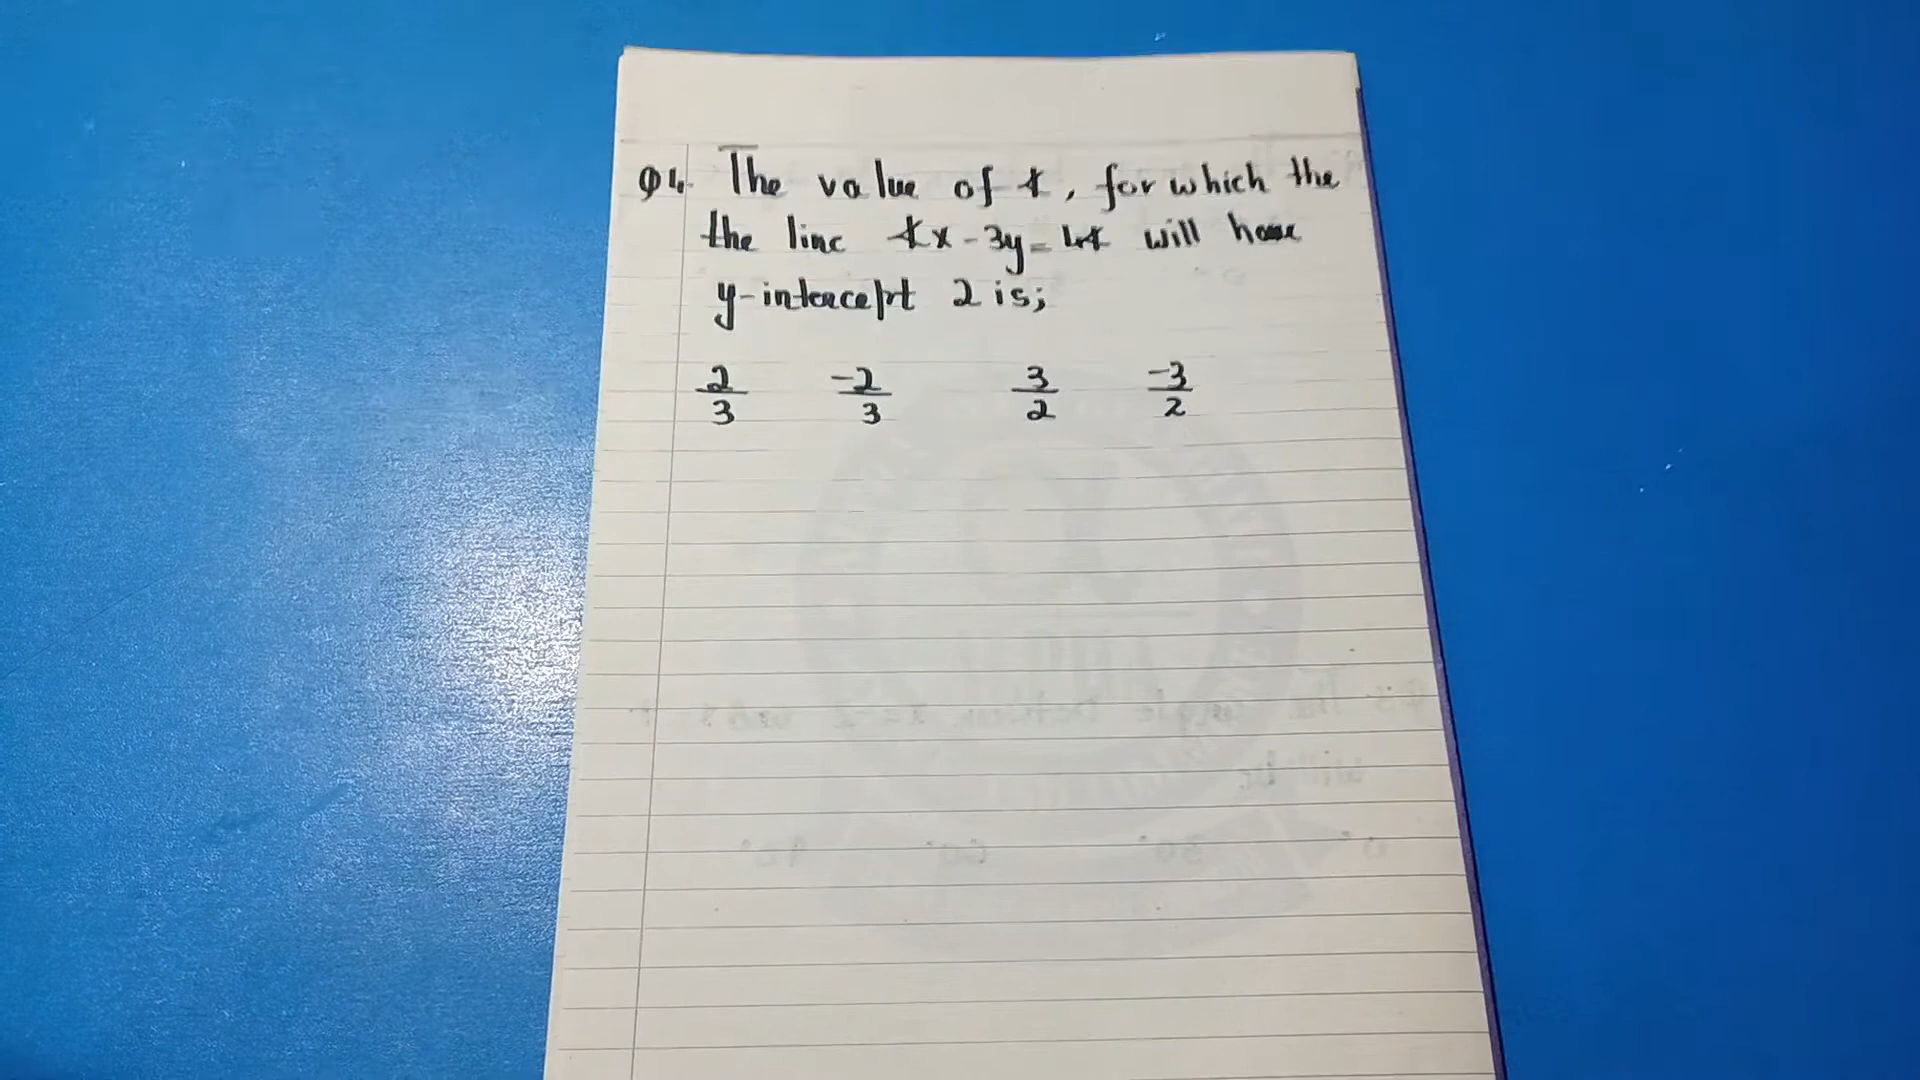 Q4. The value of k, for which the
the line kx - 3y = 4k will have
y-intercept 2 is;
2/3 -2/3 3/2 -3/2